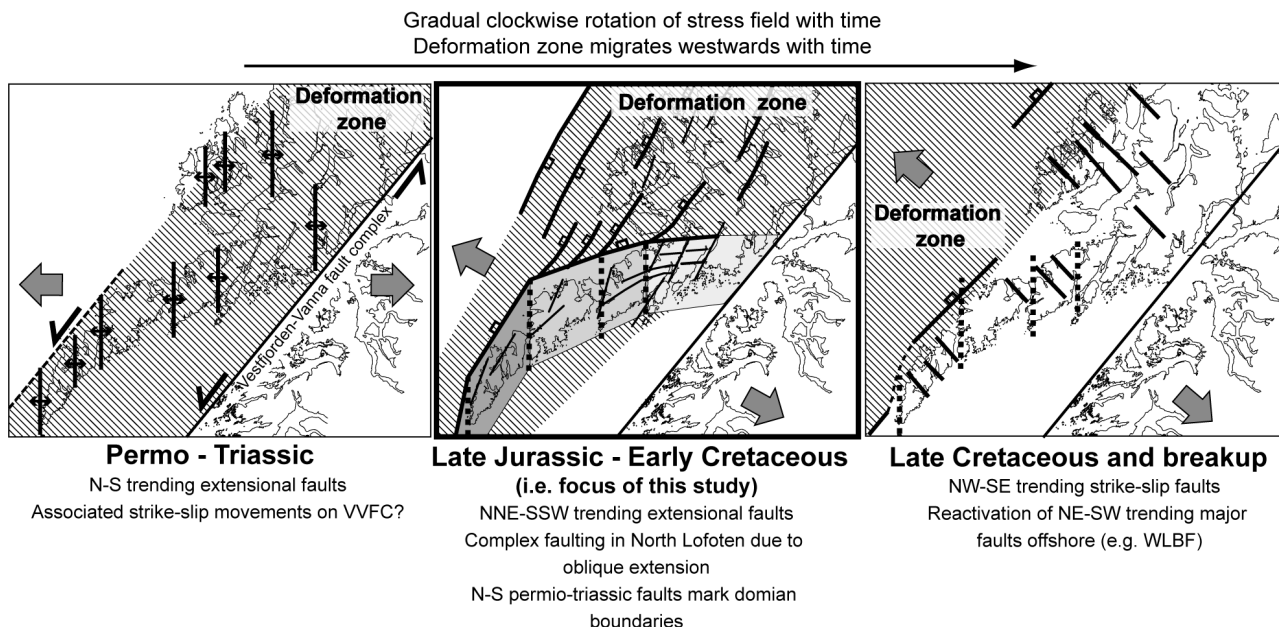 Gradual clockwise rotation of stress field with time
Deformation zone migrates westwards with time
Deformation
zone
Vestfjorden-Vanna fault complex
Permo - Triassic
N-S trending extensional faults
Associated strike-slip movements on VVFC?
Deformation zone
Late Jurassic - Early Cretaceous
(i.e. focus of this study)
NNE-SSW trending extensional faults
Complex faulting in North Lofoten due to
oblique extension
N-S permio-triassic faults mark domian
boundaries
Deformation
zone
Late Cretaceous and breakup
NW-SE trending strike-slip faults
Reactivation of NE-SW trending major
faults offshore (e.g. WLBF)